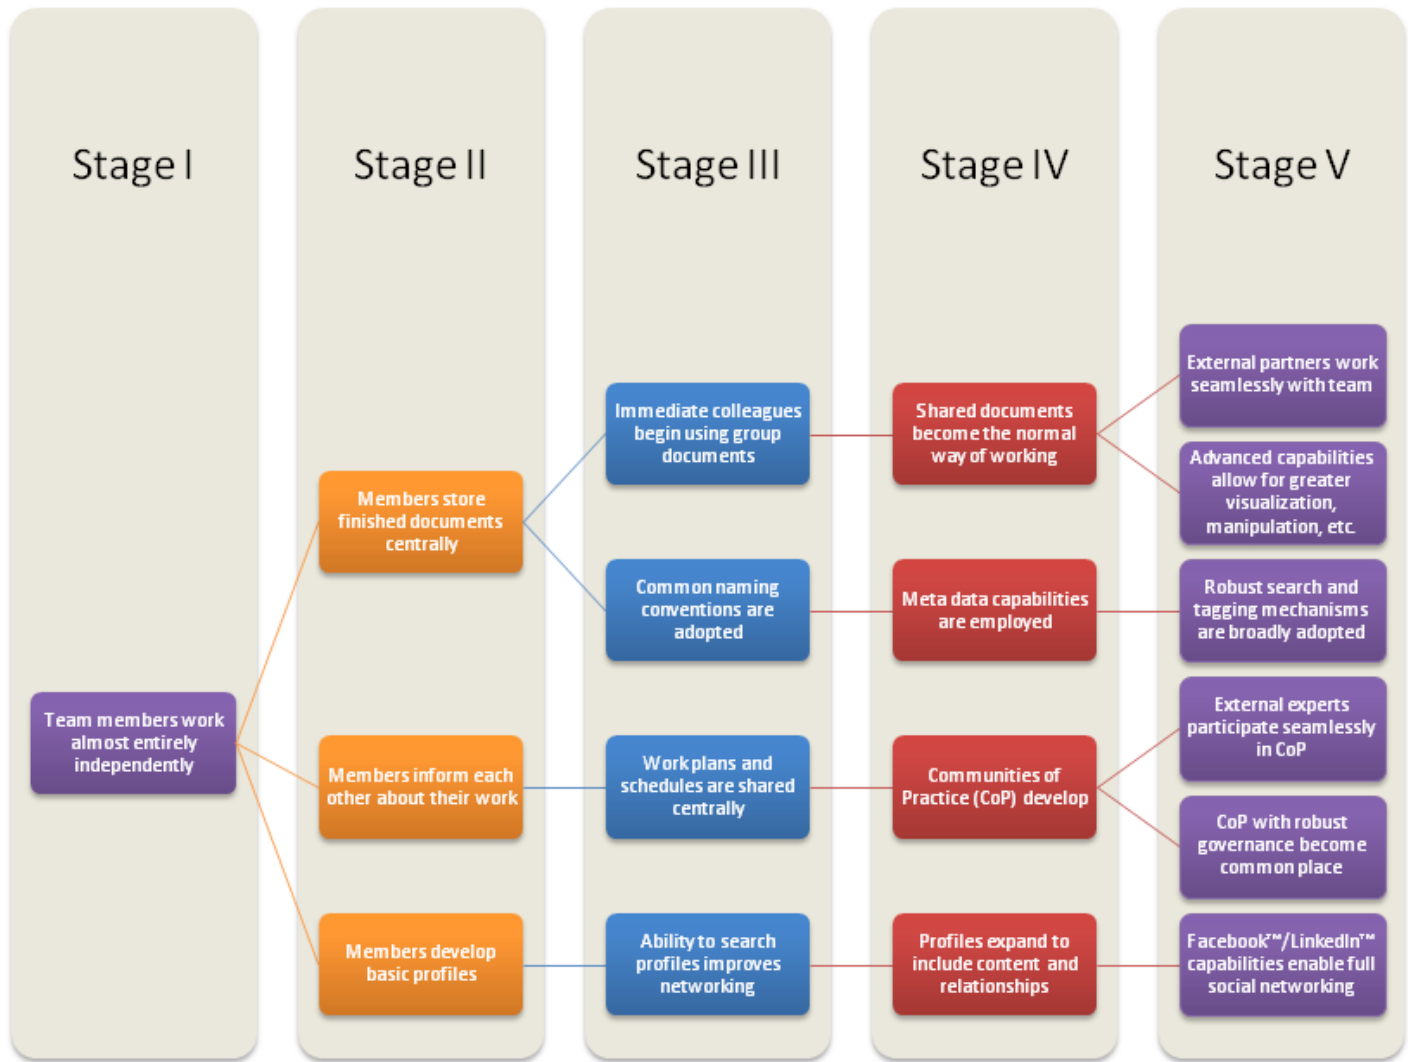 Stage I
Stage II
Stage III
Stage IV
Stage V
Team members work
almost entirely
independently
Members store
finished documents
centrally
Members inform each
other about their work
Members develop
basic profiles
Immediate colleagues
begin using group
documents
Common naming
conventions are
adopted
Work plans and
schedules are shared
centrally
Ability to search
profiles improves
networking
Shared documents
become the normal
way of working
Meta data capabilities
are employed
Communities of
Practice (CoP) develop
Profiles expand to
include content and
relationships
External partners work
seamlessly with team
Advanced capabilities
allow for greater
visualization,
manipulation, etc.
Robust search and
tagging mechanisms
are broadly adopted
External experts
participate seamlessly
in CoP
CoP with robust
governance become
common place
Facebook™/LinkedIn™
capabilities enable full
social networking